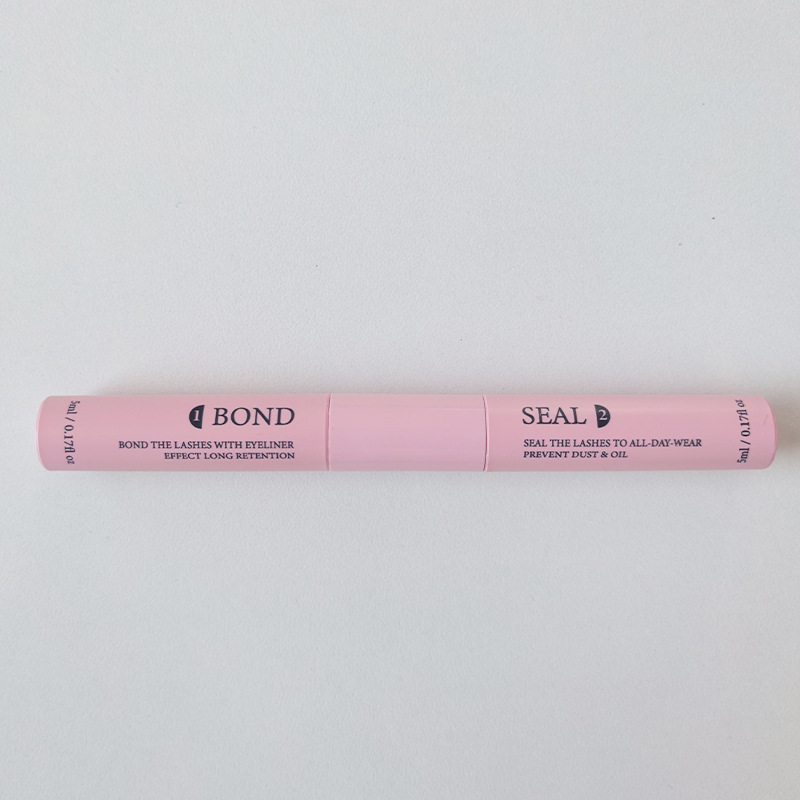 5ml / 0.17fl oz
1 BOND
BOND THE LASHES WITH EYELINER
EFFECT LONG RETENTION
SEAL 2
SEAL THE LASHES TO ALL-DAY-WEAR
PREVENT DUST & OIL
5ml / 0.17fl oz